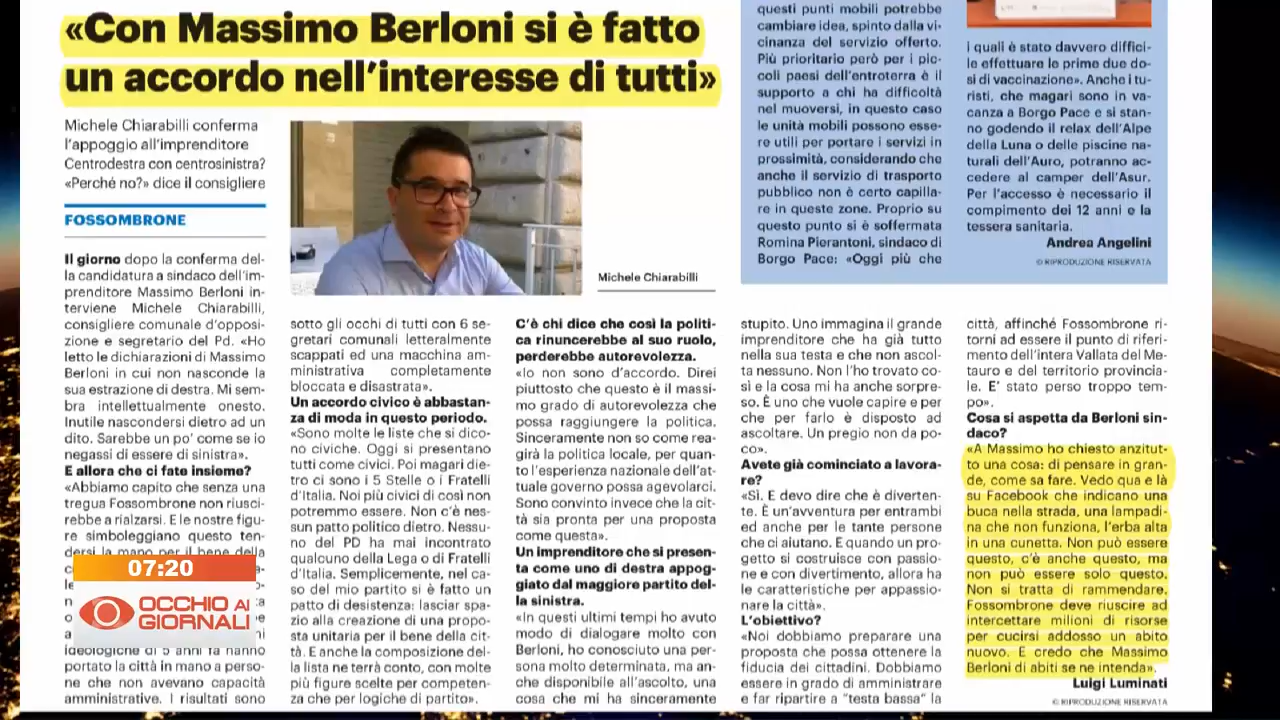 «Con Massimo Berloni si è fatto
un accordo nell'interesse di tutti»
Michele Chiarabilli conferma
l'appoggio all'imprenditore
Centrodestra con centrosinistra?
«Perché no?» dice il consigliere
FOSSOMBRONE
Il giorno dopo la conferma del-
la candidatura a sindaco dell'im-
prenditore Massimo Berloni in-
terviene Michele Chiarabilli,
consigliere comunale d'opposi-
zione e segretario del Pd. «Ho
letto le dichiarazioni di Massimo
Berloni in cui non nasconde la
sua estrazione di destra. Mi sem-
bra intellettualmente onesto.
Inutile nascondersi dietro ad un
dito. Sarebbe un po' come se io
negassi di essere di sinistra».
E allora che ci fate insieme?
«Abbiamo capito che senza una
tregua Fossombrone non riusci-
rebbe a rialzarsi. E le nostre figu-
re simboleggiano questo ten-
dersi la mano per il bene della
07:20
OCCHIO AI
GIORNALI
ideologiche di 5 anni fa hanno
portato la città in mano a perso-
ne che non avevano capacità
amministrative. I risultati sono
Michele Chiarabilli
sotto gli occhi di tutti con 6 se-
gretari comunali letteralmente
scappati ed una macchina am-
ministrativa completamente
bloccata e disastrata».
Un accordo civico è abbastan-
za di moda in questo periodo.
«Sono molte le liste che si dico-
no civiche. Oggi si presentano
tutti come civici. Poi magari die-
tro ci sono i 5 Stelle o i Fratelli
d'Italia. Noi più civici di così non
potremmo essere. Non c'è nes-
sun patto politico dietro. Nessu-
no del PD ha mai incontrato
qualcuno della Lega o di Fratelli
d'Italia. Semplicemente, nel ca-
so del mio partito si è fatto un
patto di desistenza: lasciar spa-
zio alla creazione di una propo-
sta unitaria per il bene della cit-
tà. E anche la composizione del-
la lista ne terrà conto, con molte
più figure scelte per competen-
za che per logiche di partito».
C'è chi dice che così la politi-
ca rinuncerebbe al suo ruolo,
perderebbe autorevolezza.
«Io non sono d'accordo. Direi
piuttosto che questo è il massi-
mo grado di autorevolezza che
possa raggiungere la politica.
Sinceramente non so come rea-
girà la politica locale, per quan-
to l'esperienza nazionale dell'at-
tuale governo possa agevolarci.
Sono convinto invece che la cit-
tà sia pronta per una proposta
come questa».
Un imprenditore che si presen-
ta come uno di destra appog-
giato dal maggiore partito del-
la sinistra.
«In questi ultimi tempi ho avuto
modo di dialogare molto con
Berloni, ho conosciuto una per-
sona molto determinata, ma an-
che disponibile all'ascolto, una
cosa che mi ha sinceramente
stupito. Uno immagina il grande
imprenditore che ha già tutto
nella sua testa e che non ascol-
ta nessuno. Non l'ho trovato co-
sì e la cosa mi ha anche sorpre-
so. È uno che vuole capire e per
che per farlo è disposto ad
ascoltare. Un pregio non da po-
co».
Avete già cominciato a lavora-
re?
«Sì. E devo dire che è diverten-
te. È un'avventura per entrambi
ed anche per le tante persone
che ci aiutano. E quando un pro-
getto si costruisce con passio-
ne e con divertimento, allora ha
le caratteristiche per appassio-
nare la città».
L'obiettivo?
«Noi dobbiamo preparare una
proposta che possa ottenere la
fiducia dei cittadini. Dobbiamo
essere in grado di amministrare
e far ripartire a "testa bassa" la
città, affinché Fossombrone ri-
torni ad essere il punto di riferi-
mento dell'intera Vallata del Me-
tauro e del territorio provincia-
le. E' stato perso troppo tem-
po».
Cosa si aspetta da Berloni sin-
daco?
«A Massimo ho chiesto anzitut-
to una cosa: di pensare in gran-
de, come sa fare. Vedo qua e là
su Facebook che indicano una
buca nella strada, una lampadi-
na che non funziona, l'erba alta
in una cunetta. Non può essere
questo, c'è anche questo, ma
non può essere solo questo.
Non si tratta di rammendare.
Fossombrone deve riuscire ad
intercettare milioni di risorse
per cucirsi addosso un abito
nuovo. E credo che Massimo
Berloni di abiti se ne intenda».
Luigi Luminati
© RIPRODUZIONE RISERVATA
questi punti mobili potrebbe
cambiare idea, spinto dalla vi-
cinanza del servizio offerto.
Più prioritario però per i pic-
coli paesi dell'entroterra è il
supporto a chi ha difficoltà
nel muoversi, in questo caso
le unità mobili possono esse-
re utili per portare i servizi in
prossimità, considerando che
anche il servizio di trasporto
pubblico non è certo capilla-
re in queste zone. Proprio su
questo punto si è soffermata
Romina Pierantoni, sindaco di
Borgo Pace: «Oggi più che
i quali è stato davvero diffici-
le effettuare le prime due do-
si di vaccinazione». Anche i tu-
risti, che magari sono in va-
canza a Borgo Pace e si stan-
no godendo il relax dell'Alpe
della Luna o delle piscine na-
turali dell'Auro, potranno ac-
cedere al camper dell'Asur.
Per l'accesso è necessario il
compimento dei 12 anni e la
tessera sanitaria.
Andrea Angelini
© RIPRODUZIONE RISERVATA